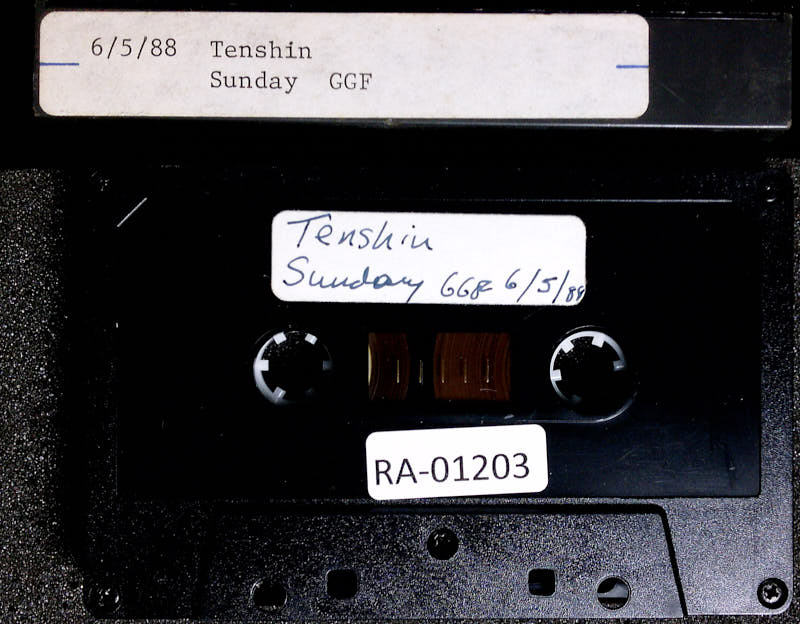 6/5/88 Tenshin
Sunday GGF
Tenshin
Sunday GGF 6/5/88
RA-01203